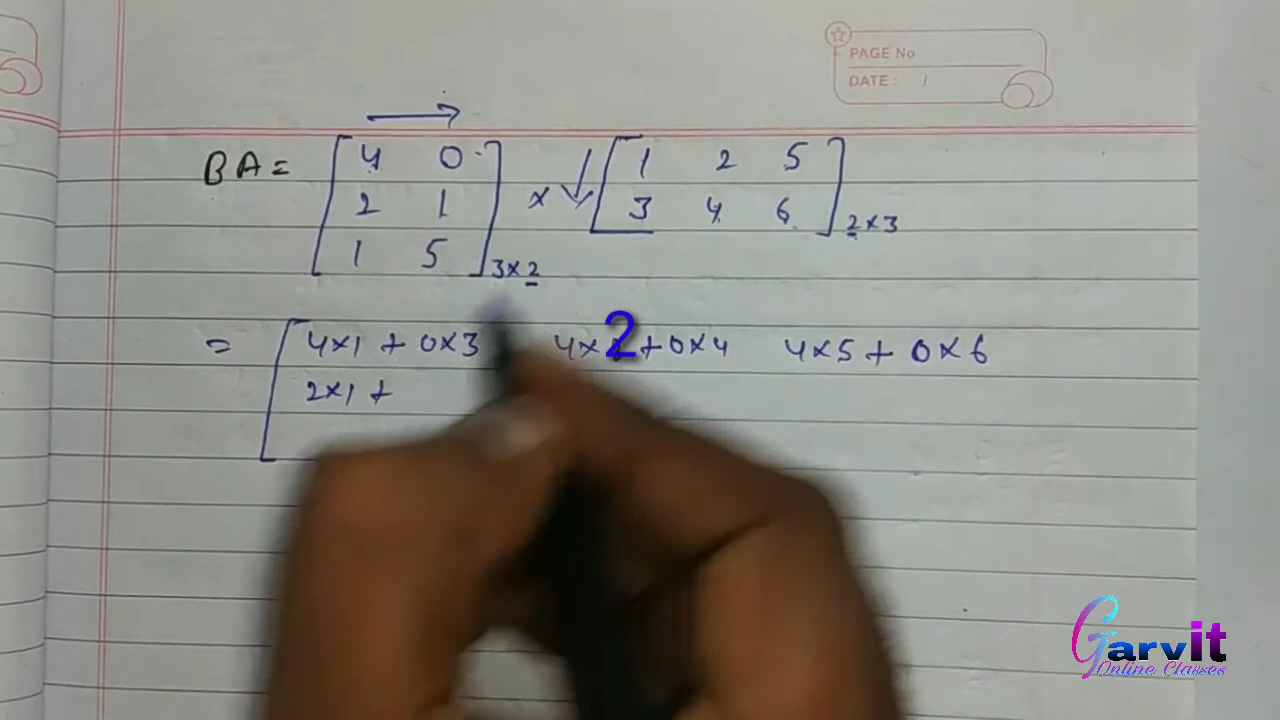 PAGE No
DATE : /
BA = [ 4 0 ] × [ 1 2 5 ]
2 1 3 4 6 2×3
1 5 3×2
= [ 4×1 + 0×3 4×2+0×4 4×5 + 0×6
2×1 +
Garvit
Online Classes